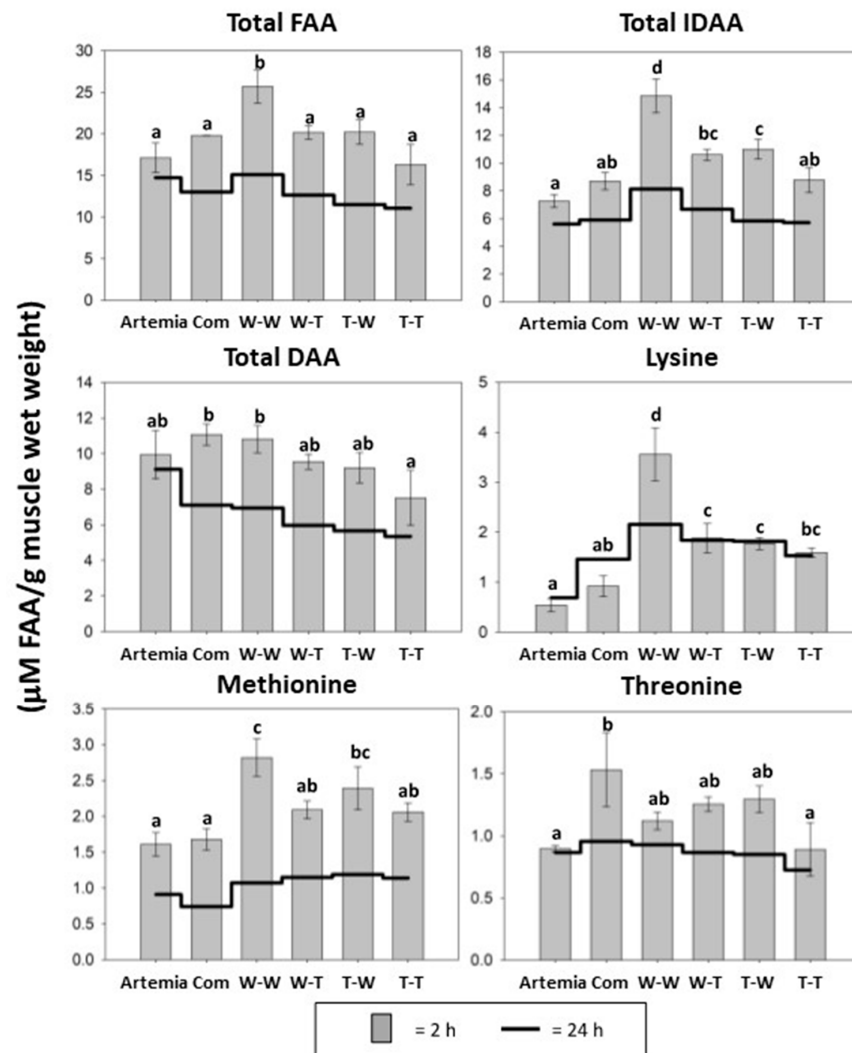 Total FAA
30
25
20
15
10
5
0
a a b a a a
Artemia Com W-W W-T T-W T-T
Total IDAA
18
16
14
12
10
8
6
4
2
0
a ab d bc c ab
Artemia Com W-W W-T T-W T-T
(µM FAA/g muscle wet weight)
Total DAA
14
12
10
8
6
4
2
0
ab b b ab ab a
Artemia Com W-W W-T T-W T-T
Lysine
5
4
3
2
1
0
a ab d c c bc
Artemia Com W-W W-T T-W T-T
Methionine
3.5
3.0
2.5
2.0
1.5
1.0
0.5
0.0
a a c ab bc ab
Artemia Com W-W W-T T-W T-T
Threonine
2.0
1.5
1.0
0.5
0.0
a b ab ab ab a
Artemia Com W-W W-T T-W T-T
= 2 h = 24 h